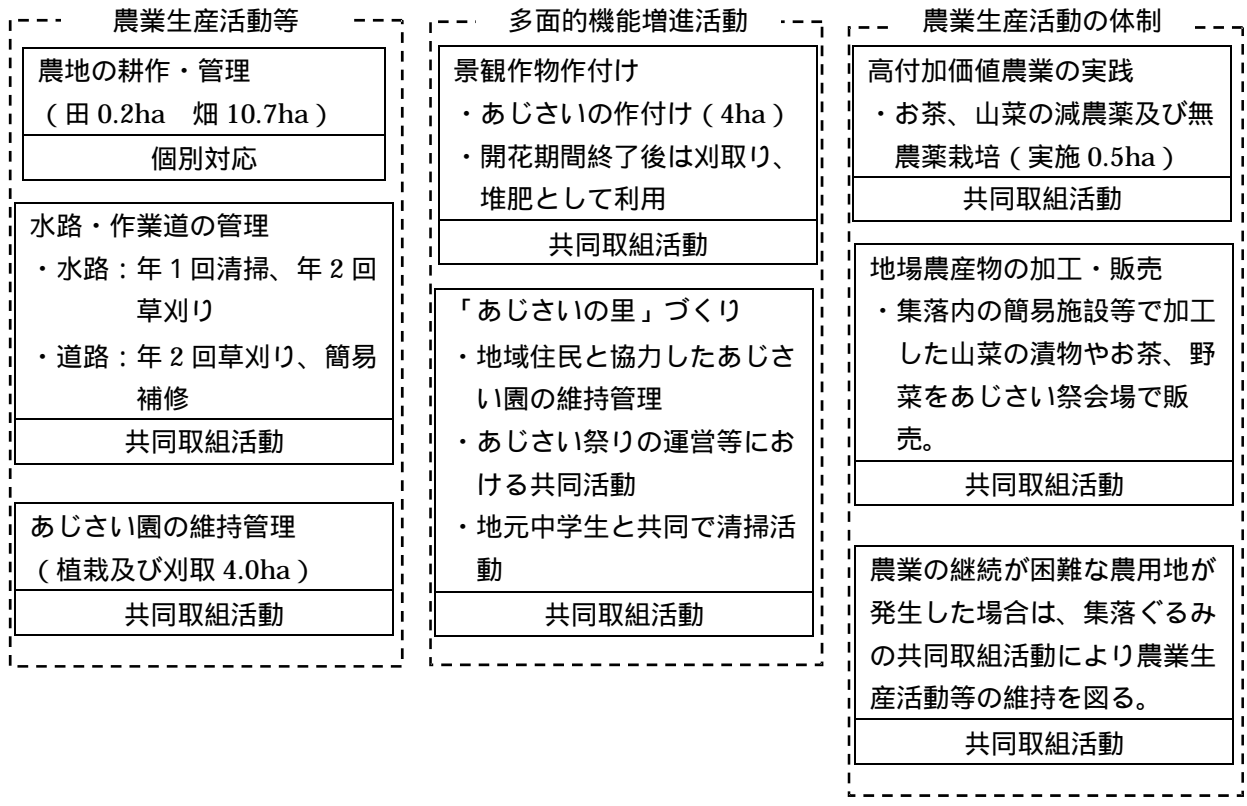 農業生産活動等
農地の耕作・管理
（田 0.2ha　畑 10.7ha）
個別対応
水路・作業道の管理
・水路：年１回清掃、年２回
草刈り
・道路：年２回草刈り、簡易
補修
共同取組活動
あじさい園の維持管理
（植栽及び刈取 4.0ha）
共同取組活動
多面的機能増進活動
景観作物作付け
・あじさいの作付け（4ha）
・開花期間終了後は刈取り、
堆肥として利用
共同取組活動
「あじさいの里」づくり
・地域住民と協力したあじさ
い園の維持管理
・あじさい祭りの運営等にお
ける共同活動
・地元中学生と共同で清掃活
動
共同取組活動
農業生産活動の体制
高付加価値農業の実践
・お茶、山菜の減農薬及び無
農薬栽培（実施 0.5ha）
共同取組活動
地場農産物の加工・販売
・集落内の簡易施設等で加工
した山菜の漬物やお茶、野
菜をあじさい祭会場で販
売。
共同取組活動
農業の継続が困難な農用地が
発生した場合は、集落ぐるみ
の共同取組活動により農業生
産活動等の維持を図る。
共同取組活動